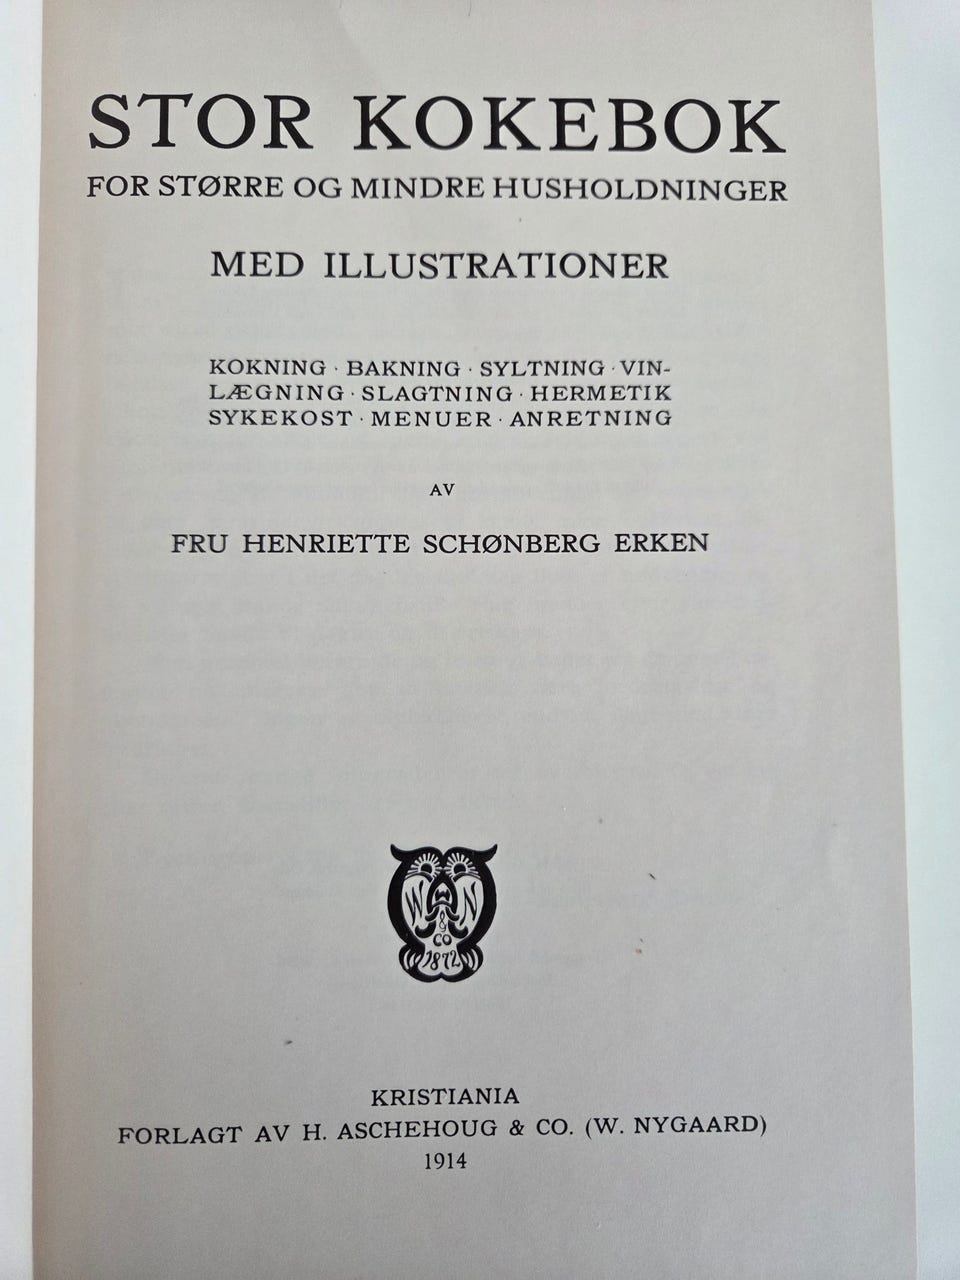 STOR KOKEBOK
FOR STØRRE OG MINDRE HUSHOLDNINGER
MED ILLUSTRATIONER
KOKNING · BAKNING · SYLTNING · VIN-
LÆGNING · SLAGTNING · HERMETIK
SYKEKOST · MENUER · ANRETNING
AV
FRU HENRIETTE SCHØNBERG ERKEN
W N
&
CO
1872
KRISTIANIA
FORLAGT AV H. ASCHEHOUG & CO. (W. NYGAARD)
1914